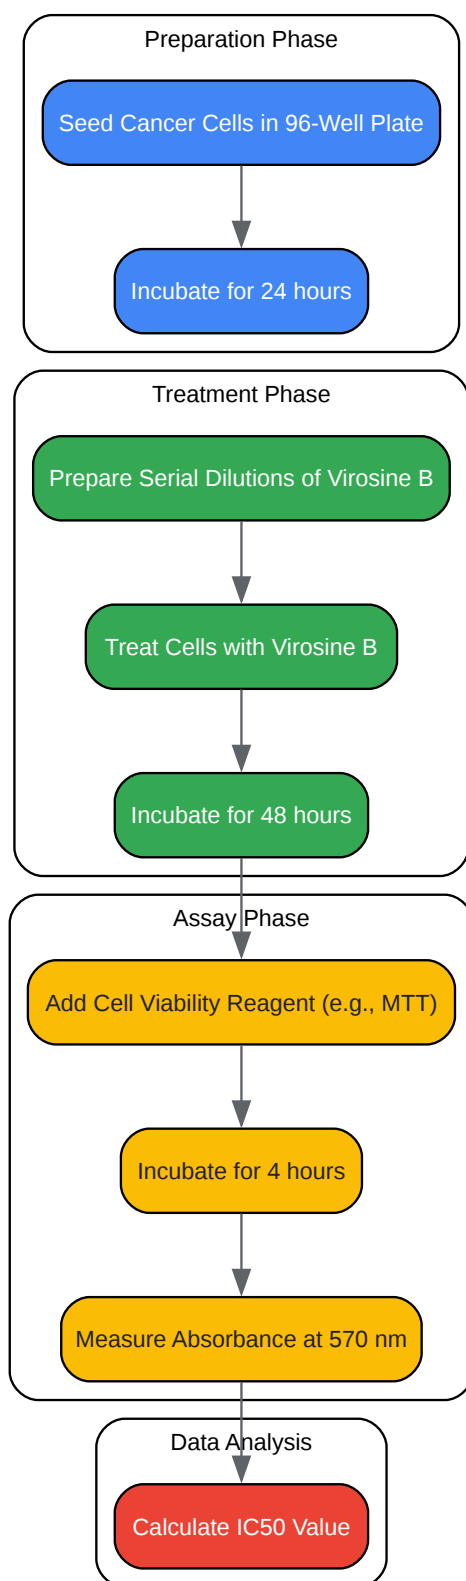 Preparation Phase
Seed Cancer Cells in 96-Well Plate
Incubate for 24 hours
Treatment Phase
Prepare Serial Dilutions of Virosine B
Treat Cells with Virosine B
Incubate for 48 hours
Assay Phase
Add Cell Viability Reagent (e.g., MTT)
Incubate for 4 hours
Measure Absorbance at 570 nm
Data Analysis
Calculate IC50 Value